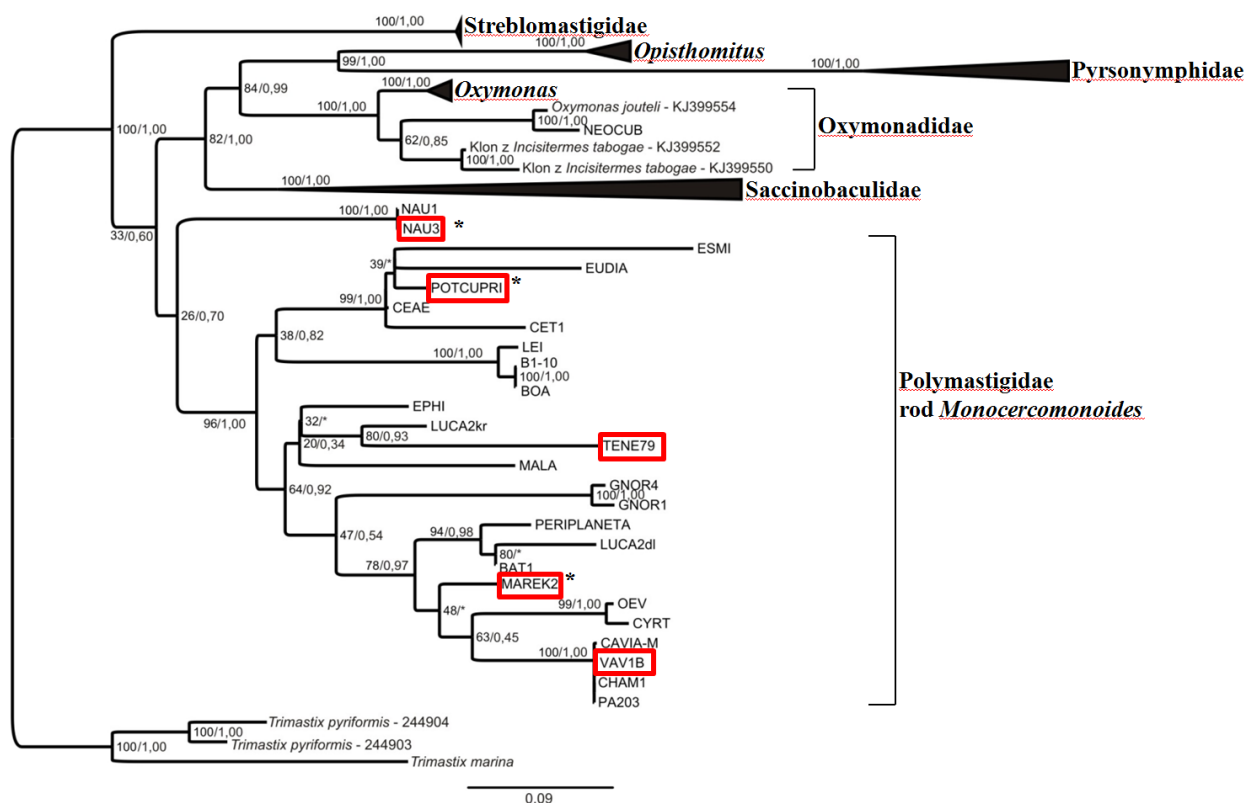 100/1,00 Streblomastigidae
100/1,00 Opisthomitus
99/1,00 100/1,00 Pyrsonymphidae
84/0,99 100/1,00 Oxymonas
100/1,00 Oxymonas jouteli - KJ399554
100/1,00 NEOCUB Oxymonadidae
100/1,00 82/1,00 62/0,85 Klon z Incisitermes tabogae - KJ399552
100/1,00 Klon z Incisitermes tabogae - KJ399550
100/1,00 Saccinobaculidae
100/1,00 NAU1
NAU3 *
33/0,60
ESMI
39/* EUDIA
POTCUPRI *
99/1,00 CEAE
26/0,70 CET1
38/0,82
LEI
100/1,00 B1-10
100/1,00
BOA
Polymastigidae
rod Monocercomonoides
EPHI
96/1,00 32/* LUCA2kr
20/0,34 80/0,93 TENE79
MALA
64/0,92 GNOR4
100/1,00
GNOR1
47/0,54 94/0,98 PERIPLANETA
LUCA2dl
80/*
78/0,97 BAT1
MAREK2 *
48/* 99/1,00 OEV
CYRT
63/0,45 CAVIA-M
100/1,00 VAV1B
CHAM1
PA203
Trimastix pyriformis - 244904
100/1,00
Trimastix pyriformis - 244903
100/1,00
Trimastix marina
0.09